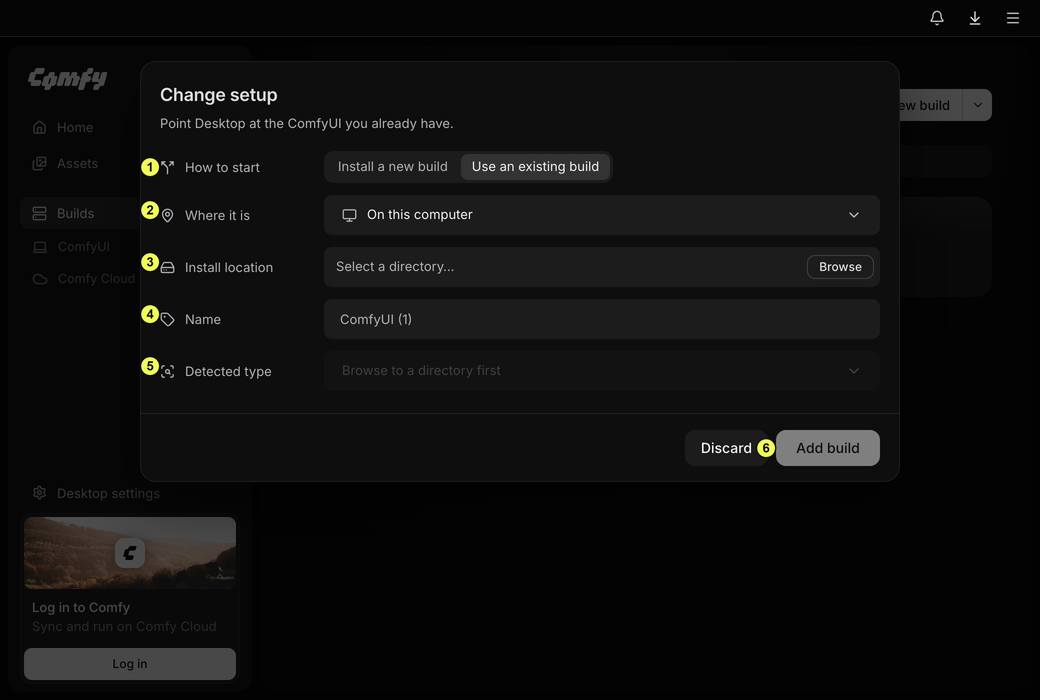 Comfy
Home
Assets
Builds
ComfyUI
Comfy Cloud
ew build
Change setup
Point Desktop at the ComfyUI you already have.
1 How to start Install a new build Use an existing build
2 Where it is On this computer
3 Install location Select a directory... Browse
4 Name ComfyUI (1)
5 Detected type Browse to a directory first
Discard 6 Add build
Desktop settings
Log in to Comfy
Sync and run on Comfy Cloud
Log in